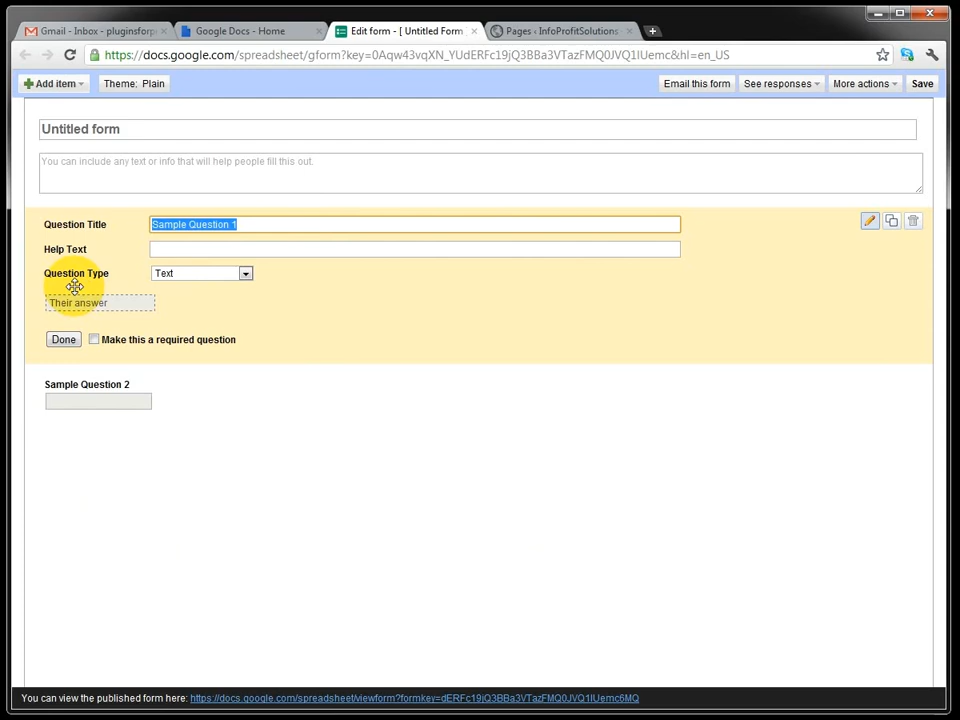 Gmail - Inbox - pluginsforp
Google Docs - Home
Edit form - [ Untitled Form
Pages ‹ InfoProfitSolutions
https://docs.google.com/spreadsheet/gform?key=0Aqw43vqXN_YUdERFc19jQ3BBa3VTazFMQ0JVQ1lUemc&hl=en_US
Add item
Theme: Plain
Email this form
See responses
More actions
Save
Untitled form
You can include any text or info that will help people fill this out.
Question Title
Sample Question 1
Help Text
Question Type
Text
Their answer
Done
Make this a required question
Sample Question 2
You can view the published form here: https://docs.google.com/spreadsheet/viewform?formkey=dERFc19jQ3BBa3VTazFMQ0JVQ1lUemc6MQ